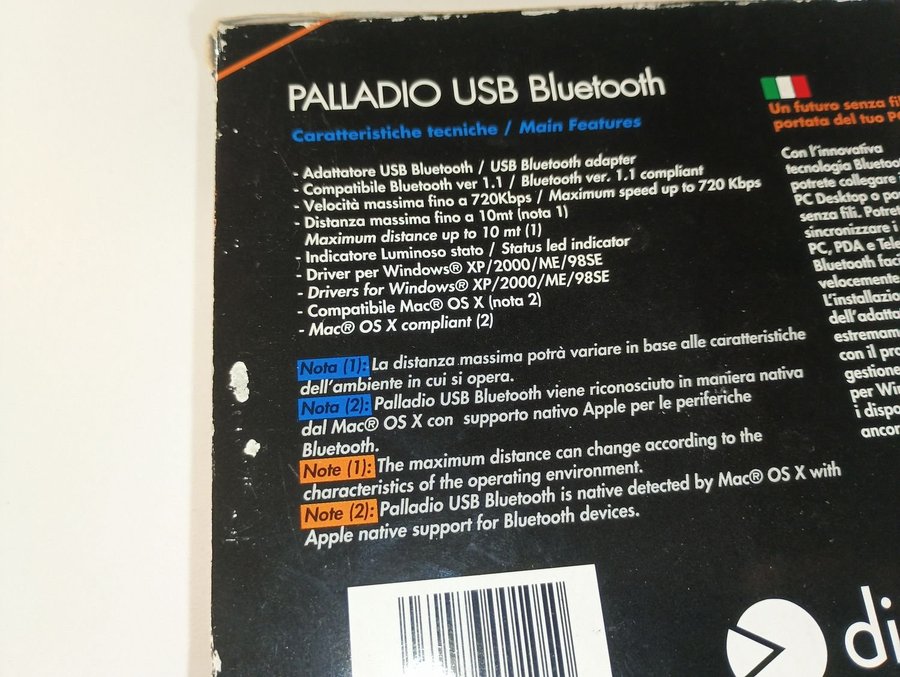 PALLADIO USB Bluetooth
Caratteristiche tecniche / Main Features
- Adattatore USB Bluetooth / USB Bluetooth adapter
- Compatibile Bluetooth ver 1.1 / Bluetooth ver. 1.1 compliant
- Velocità massima fino a 720Kbps / Maximum speed up to 720 Kbps
- Distanza massima fino a 10mt (nota 1)
Maximum distance up to 10 mt (1)
- Indicatore Luminoso stato / Status led indicator
- Driver per Windows® XP/2000/ME/98SE
- Drivers for Windows® XP/2000/ME/98SE
- Compatibile Mac® OS X (nota 2)
- Mac® OS X compliant (2)
Nota (1): La distanza massima potrà variare in base alle caratteristiche
dell'ambiente in cui si opera.
Nota (2): Palladio USB Bluetooth viene riconosciuto in maniera nativa
dal Mac® OS X con supporto nativo Apple per le periferiche
Bluetooth.
Note (1): The maximum distance can change according to the
characteristics of the operating environment.
Note (2): Palladio USB Bluetooth is native detected by Mac® OS X with
Apple native support for Bluetooth devices.
Un futuro senza
portata del tuo
Con l'innovativa
tecnologia
potrete collegare
PC Desktop o
senza fili.
sincronizzare i
PC, PDA e
Bluetooth
velocemente
L'installazio
dell'adatta
estremam
con il
gestione
per
i
di